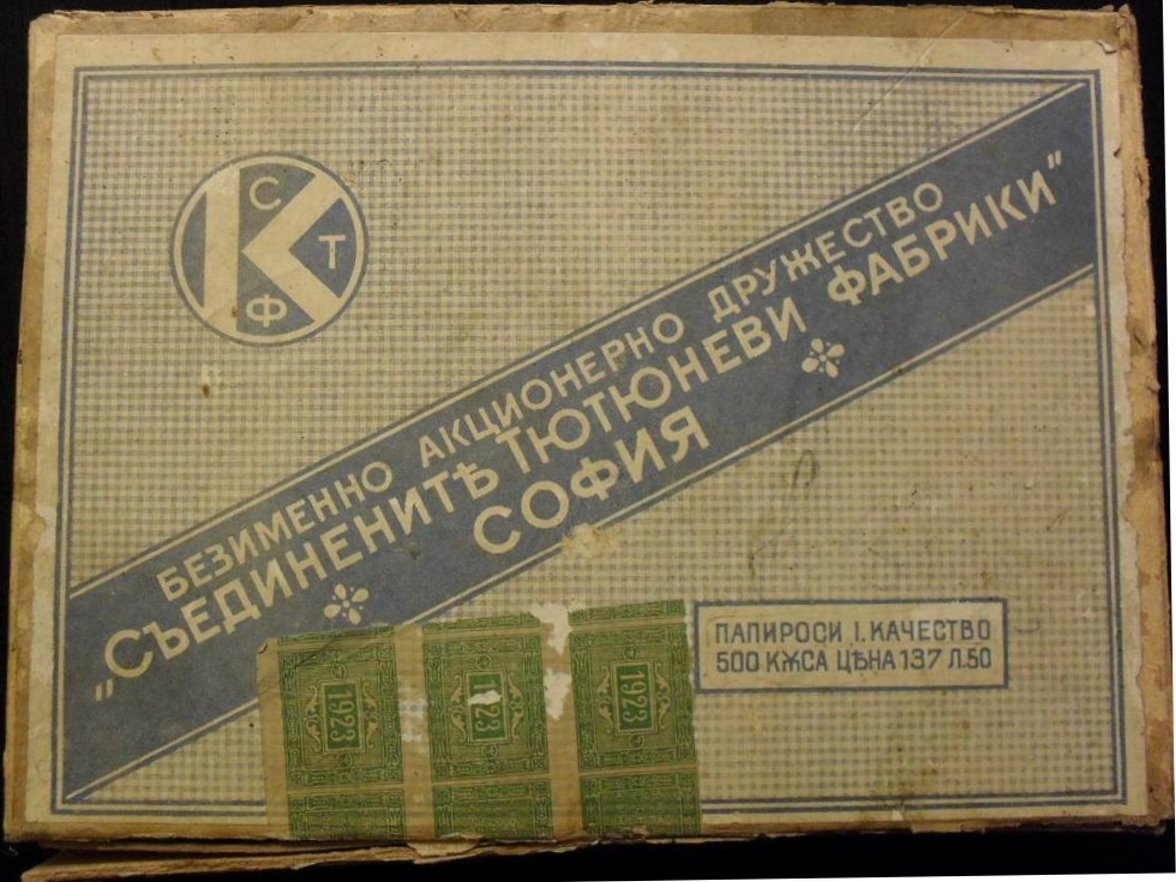 К
С
Т
Ф
БЕЗИМЕННО АКЦИОНЕРНО ДРУЖЕСТВО
„СЪЕДИНЕНИТѢ ТЮТЮНЕВИ ФАБРИКИ"
СОФИЯ
ПАПИРОСИ I. КАЧЕСТВО
500 КѪСА ЦѢНА 137 Л.50
1923
1923
1923